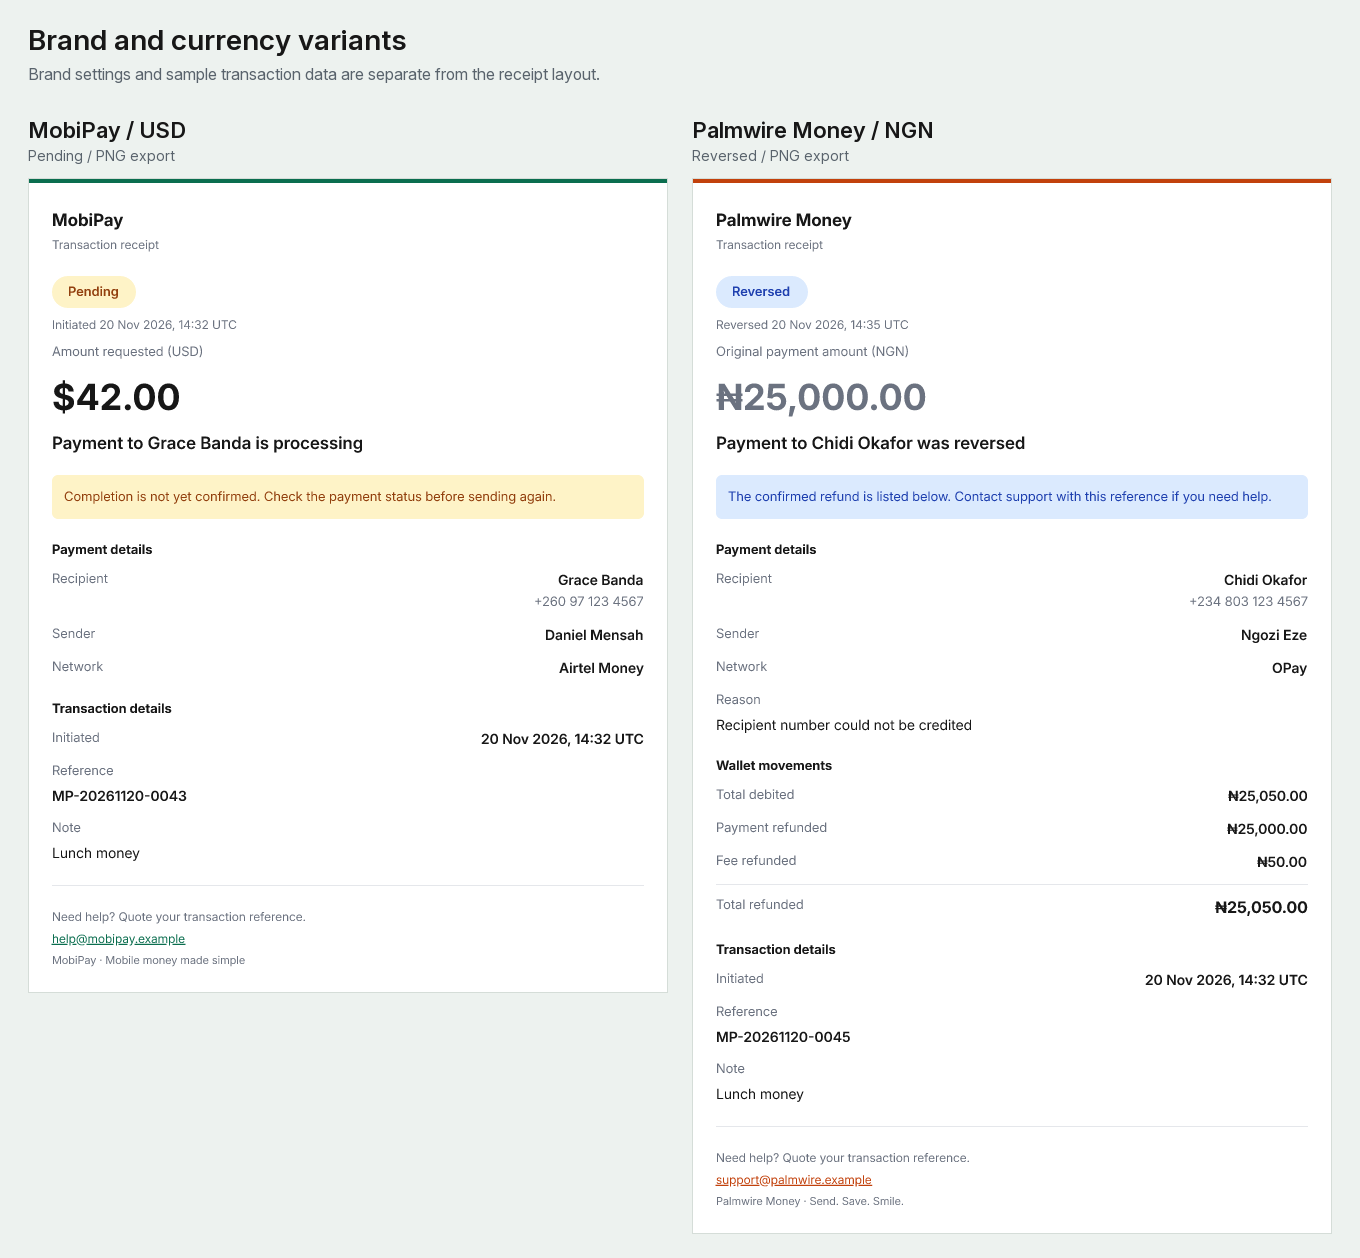 Brand and currency variants
Brand settings and sample transaction data are separate from the receipt layout.
MobiPay / USD
Pending / PNG export
MobiPay
Transaction receipt
Pending
Initiated 20 Nov 2026, 14:32 UTC
Amount requested (USD)
$42.00
Payment to Grace Banda is processing
Completion is not yet confirmed. Check the payment status before sending again.
Payment details
Recipient
Grace Banda
+260 97 123 4567
Sender
Daniel Mensah
Network
Airtel Money
Transaction details
Initiated
20 Nov 2026, 14:32 UTC
Reference
MP-20261120-0043
Note
Lunch money
Need help? Quote your transaction reference.
help@mobipay.example
MobiPay · Mobile money made simple
Palmwire Money / NGN
Reversed / PNG export
Palmwire Money
Transaction receipt
Reversed
Reversed 20 Nov 2026, 14:35 UTC
Original payment amount (NGN)
₦25,000.00
Payment to Chidi Okafor was reversed
The confirmed refund is listed below. Contact support with this reference if you need help.
Payment details
Recipient
Chidi Okafor
+234 803 123 4567
Sender
Ngozi Eze
Network
OPay
Reason
Recipient number could not be credited
Wallet movements
Total debited
₦25,050.00
Payment refunded
₦25,000.00
Fee refunded
₦50.00
Total refunded
₦25,050.00
Transaction details
Initiated
20 Nov 2026, 14:32 UTC
Reference
MP-20261120-0045
Note
Lunch money
Need help? Quote your transaction reference.
support@palmwire.example
Palmwire Money · Send. Save. Smile.